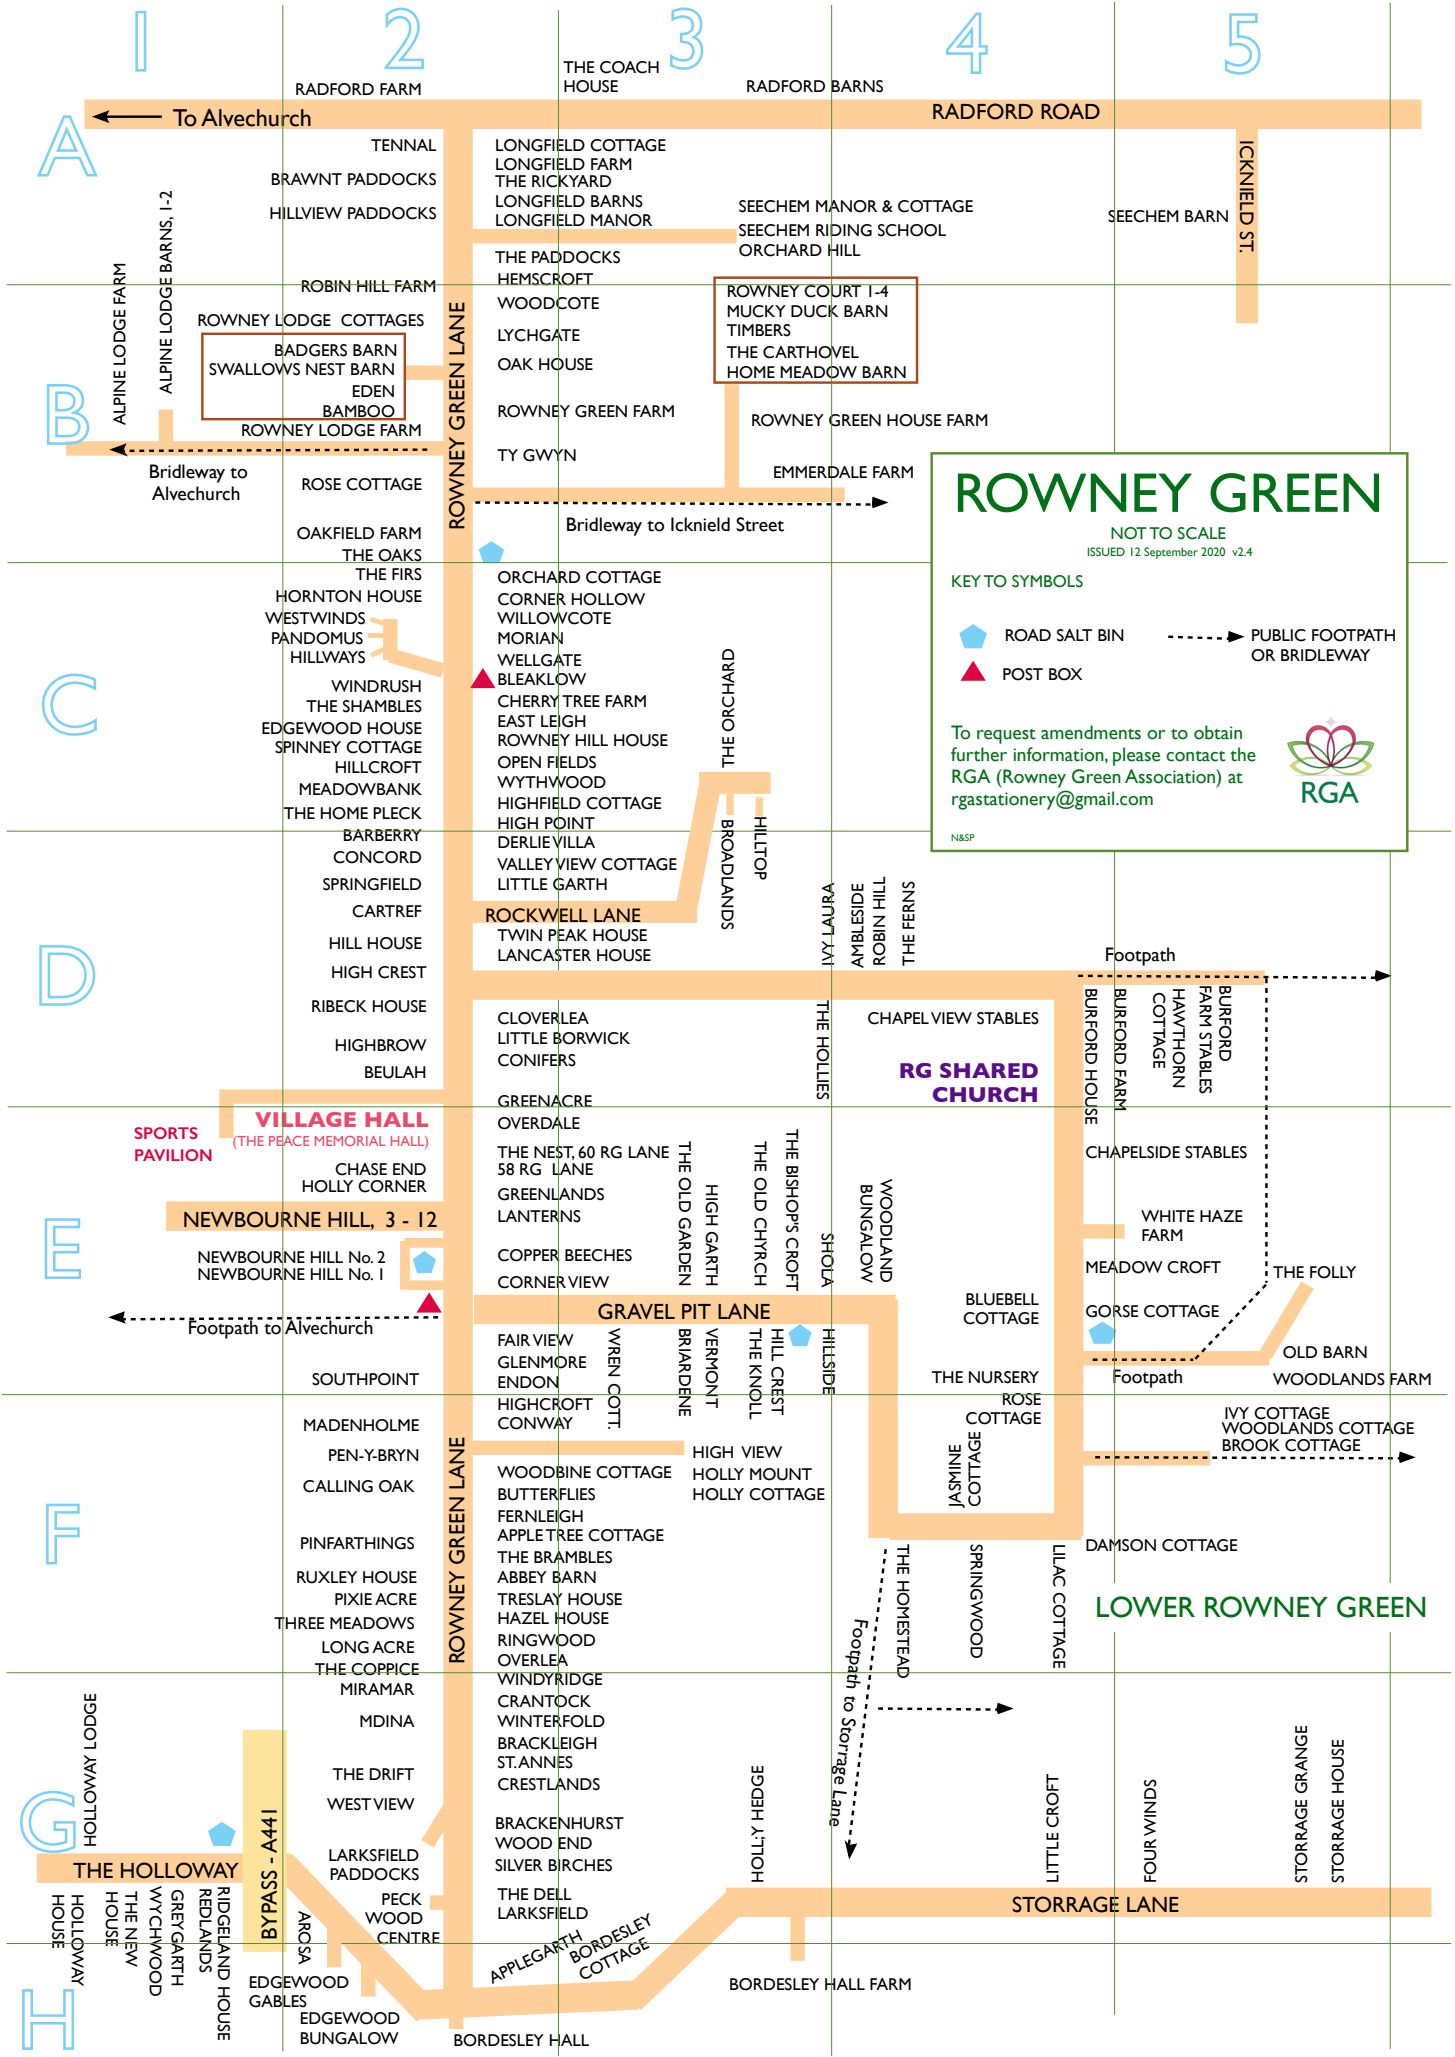 1
2
3
4
5
THE COACH
HOUSE
RADFORD FARM
RADFORD BARNS
To Alvechurch
RADFORD ROAD
A
TENNAL
BRAWNT PADDOCKS
HILLVIEW PADDOCKS
LONGFIELD COTTAGE
LONGFIELD FARM
THE RICKYARD
LONGFIELD BARNS
LONGFIELD MANOR
SEECHEM MANOR & COTTAGE
SEECHEM RIDING SCHOOL
ORCHARD HILL
SEECHEM BARN
ICKNIELD ST.
THE PADDOCKS
HEMSCROFT
ALPINE LODGE FARM
ALPINE LODGE BARNS, 1-2
ROBIN HILL FARM
ROWNEY LODGE COTTAGES
BADGERS BARN
SWALLOWS NEST BARN
EDEN
BAMBOO
ROWNEY LODGE FARM
B
ROWNEY GREEN LANE
WOODCOTE
LYCHGATE
OAK HOUSE
ROWNEY GREEN FARM
TY GWYN
ROWNEY COURT 1-4
MUCKY DUCK BARN
TIMBERS
THE CARTHOVEL
HOME MEADOW BARN
ROWNEY GREEN HOUSE FARM
EMMERDALE FARM
Bridleway to
Alvechurch
Bridleway to Icknield Street
ROSE COTTAGE
OAKFIELD FARM
THE OAKS
ROWNEY GREEN
NOT TO SCALE
ISSUED 12 September 2020 v2.4
KEY TO SYMBOLS
ROAD SALT BIN
PUBLIC FOOTPATH
OR BRIDLEWAY
POST BOX
To request amendments or to obtain
further information, please contact the
RGA (Rowney Green Association) at
rgastationery@gmail.com
RGA
N&SP
C
THE FIRS
HORNTON HOUSE
WESTWINDS
PANDOMUS
HILLWAYS
WINDRUSH
THE SHAMBLES
EDGEWOOD HOUSE
SPINNEY COTTAGE
HILLCROFT
MEADOWBANK
THE HOME PLECK
BARBERRY
CONCORD
SPRINGFIELD
CARTREF
HILL HOUSE
HIGH CREST
RIBECK HOUSE
HIGHBROW
BEULAH
ORCHARD COTTAGE
CORNER HOLLOW
WILLOWCOTE
MORIAN
WELLGATE
BLEAKLOW
CHERRY TREE FARM
EAST LEIGH
ROWNEY HILL HOUSE
OPEN FIELDS
WYTHWOOD
HIGHFIELD COTTAGE
HIGH POINT
DERLIE VILLA
VALLEY VIEW COTTAGE
LITTLE GARTH
ROCKWELL LANE
TWIN PEAK HOUSE
LANCASTER HOUSE
THE ORCHARD
BROADLANDS
HILLTOP
D
IVY LAURA
AMBLESIDE
ROBIN HILL
THE FERNS
Footpath
CLOVERLEA
LITTLE BORWICK
CONIFERS
GREENACRE
OVERDALE
THE HOLLIES
CHAPEL VIEW STABLES
RG SHARED
CHURCH
BURFORD HOUSE
BURFORD FARM
HAWTHORN
COTTAGE
BURFORD
FARM STABLES
VILLAGE HALL
(THE PEACE MEMORIAL HALL)
SPORTS
PAVILION
CHASE END
HOLLY CORNER
E
NEWBOURNE HILL, 3 - 12
NEWBOURNE HILL No. 2
NEWBOURNE HILL No. 1
Footpath to Alvechurch
THE NEST, 60 RG LANE
58 RG LANE
GREENLANDS
LANTERNS
COPPER BEECHES
CORNER VIEW
THE OLD GARDEN
HIGH GARTH
THE OLD CHYRCH
THE BISHOP'S CROFT
SHOLA
WOODLAND
BUNGALOW
CHAPELSIDE STABLES
WHITE HAZE
FARM
MEADOW CROFT
THE FOLLY
GORSE COTTAGE
BLUEBELL
COTTAGE
GRAVEL PIT LANE
OLD BARN
Footpath
WOODLANDS FARM
SOUTHPOINT
FAIR VIEW
GLENMORE
ENDON
HIGHCROFT
CONWAY
WREN COTT.
BRIARDENE
VERMONT
THE KNOLL
HILL CREST
HILLSIDE
THE NURSERY
ROSE
COTTAGE
IVY COTTAGE
WOODLANDS COTTAGE
BROOK COTTAGE
F
MADENHOLME
PEN-Y-BRYN
CALLING OAK
PINFARTHINGS
RUXLEY HOUSE
PIXIE ACRE
THREE MEADOWS
LONG ACRE
THE COPPICE
MIRAMAR
MDINA
ROWNEY GREEN LANE
HIGH VIEW
HOLLY MOUNT
HOLLY COTTAGE
WOODBINE COTTAGE
BUTTERFLIES
FERNLEIGH
APPLE TREE COTTAGE
THE BRAMBLES
ABBEY BARN
TRESLAY HOUSE
HAZEL HOUSE
RINGWOOD
OVERLEA
WINDYRIDGE
CRANTOCK
WINTERFOLD
BRACKLEIGH
ST. ANNES
CRESTLANDS
JASMINE
COTTAGE
THE HOMESTEAD
SPRINGWOOD
LILAC COTTAGE
DAMSON COTTAGE
LOWER ROWNEY GREEN
Footpath to Storrage Lane
G
HOLLOWAY LODGE
THE HOLLOWAY
BYPASS - A441
THE DRIFT
WEST VIEW
LARKSFIELD
PADDOCKS
PECK
WOOD
CENTRE
BRACKENHURST
WOOD END
SILVER BIRCHES
THE DELL
LARKSFIELD
HOLLY HEDGE
LITTLE CROFT
FOUR WINDS
STORRAGE GRANGE
STORRAGE HOUSE
STORRAGE LANE
HOLLOWAY
HOUSE
THE NEW
HOUSE
WYCHWOOD
GREYGARTH
REDLANDS
RIDGELAND HOUSE
AROSA
APPLEGARTH
BORDESLEY
COTTAGE
H
EDGEWOOD
GABLES
EDGEWOOD
BUNGALOW
BORDESLEY HALL
BORDESLEY HALL FARM